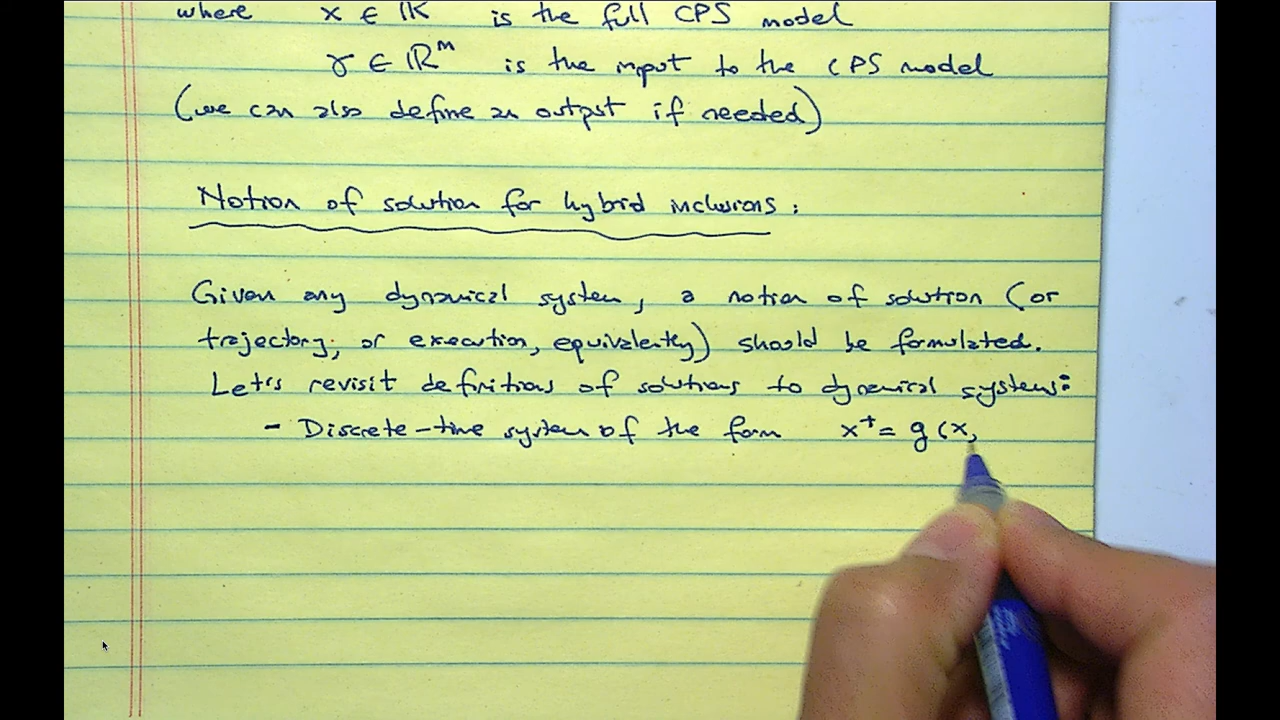 where x ∈ ℝ is the full CPS model
γ ∈ ℝᵐ is the input to the CPS model
(we can also define an output if needed)
Notion of solution for hybrid inclusions:
Given any dynamical system, a notion of solution (or
trajectory, or execution, equivalently) should be formulated.
Let's revisit definitions of solutions to dynamical systems:
- Discrete-time system of the form x⁺ = g(x,